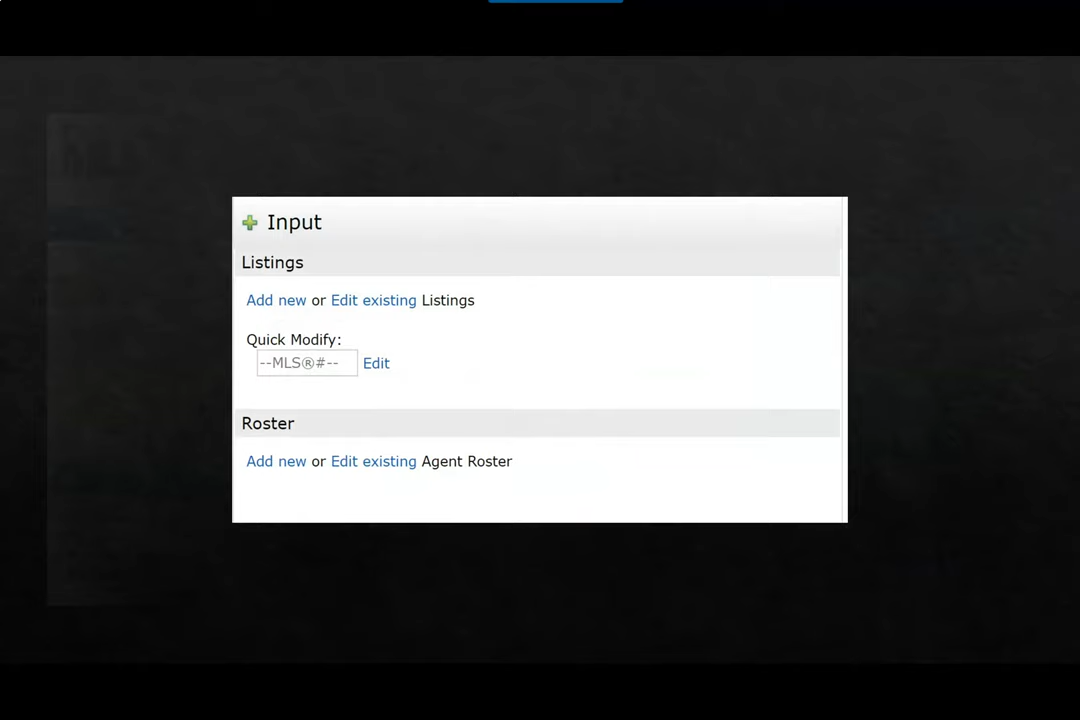 Input
Listings
Add new or Edit existing Listings
Quick Modify:
--MLS®#-- Edit
Roster
Add new or Edit existing Agent Roster